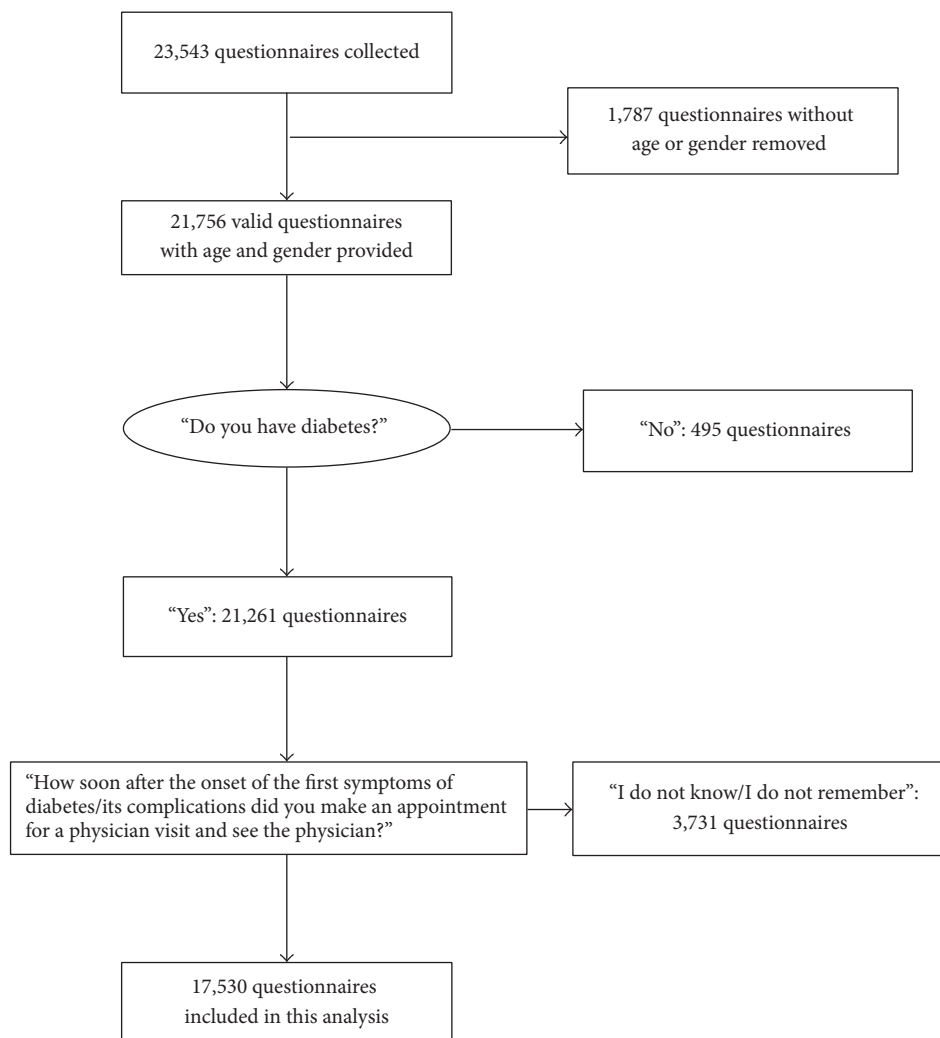 23,543 questionnaires collected
1,787 questionnaires without
age or gender removed
21,756 valid questionnaires
with age and gender provided
“Do you have diabetes?”
“No”: 495 questionnaires
“Yes”: 21,261 questionnaires
“How soon after the onset of the first symptoms of
diabetes/its complications did you make an appointment
for a physician visit and see the physician?”
“I do not know/I do not remember”:
3,731 questionnaires
17,530 questionnaires
included in this analysis